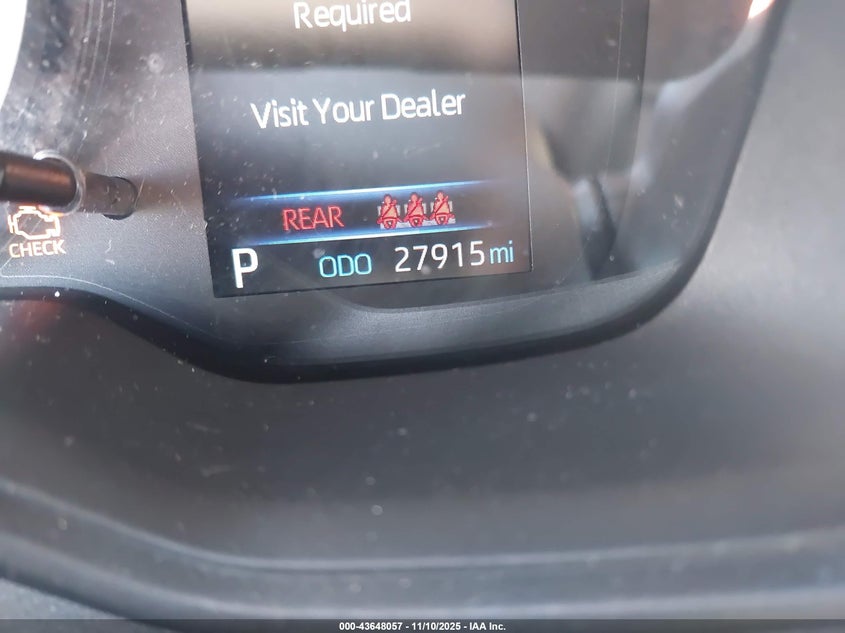 Required
Visit Your Dealer
REAR
CHECK
P ODO 27915 mi
000-43648057 - 11/10/2025 - IAA Inc.